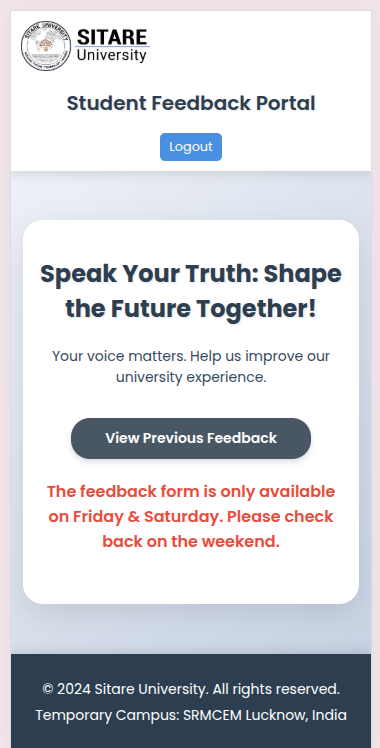 SITARE UNIVERSITY
SITARE
University
Student Feedback Portal
Logout
Speak Your Truth: Shape
the Future Together!
Your voice matters. Help us improve our
university experience.
View Previous Feedback
The feedback form is only available
on Friday & Saturday. Please check
back on the weekend.
© 2024 Sitare University. All rights reserved.
Temporary Campus: SRMCEM Lucknow, India